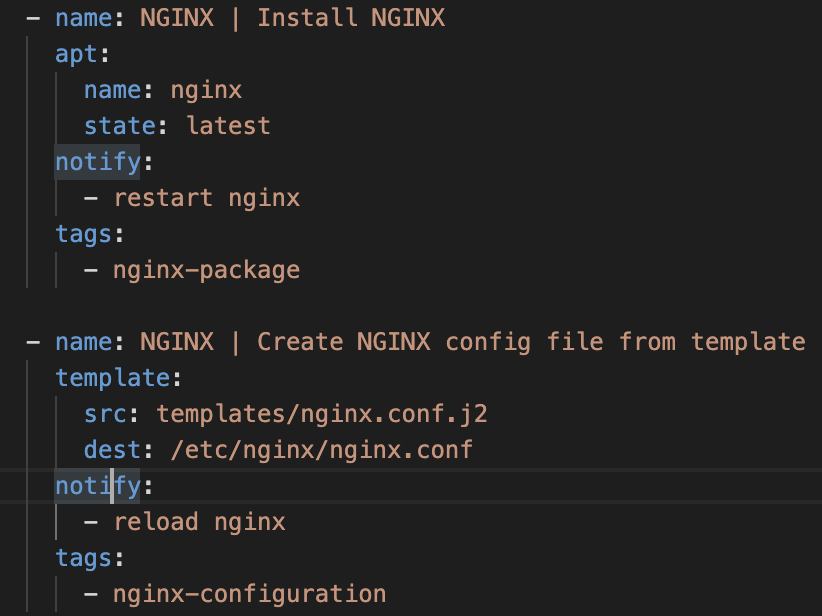 - name: NGINX | Install NGINX
  apt:
    name: nginx
    state: latest
  notify:
    - restart nginx
  tags:
    - nginx-package

- name: NGINX | Create NGINX config file from template
  template:
    src: templates/nginx.conf.j2
    dest: /etc/nginx/nginx.conf
  notify:
    - reload nginx
  tags:
    - nginx-configuration